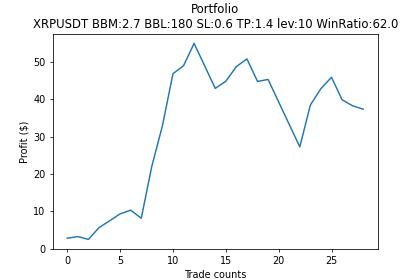 Portfolio
XRPUSDT BBM:2.7 BBL:180 SL:0.6 TP:1.4 lev:10 WinRatio:62.0
Profit ($)
50
40
30
20
10
0
0 5 10 15 20 25
Trade counts